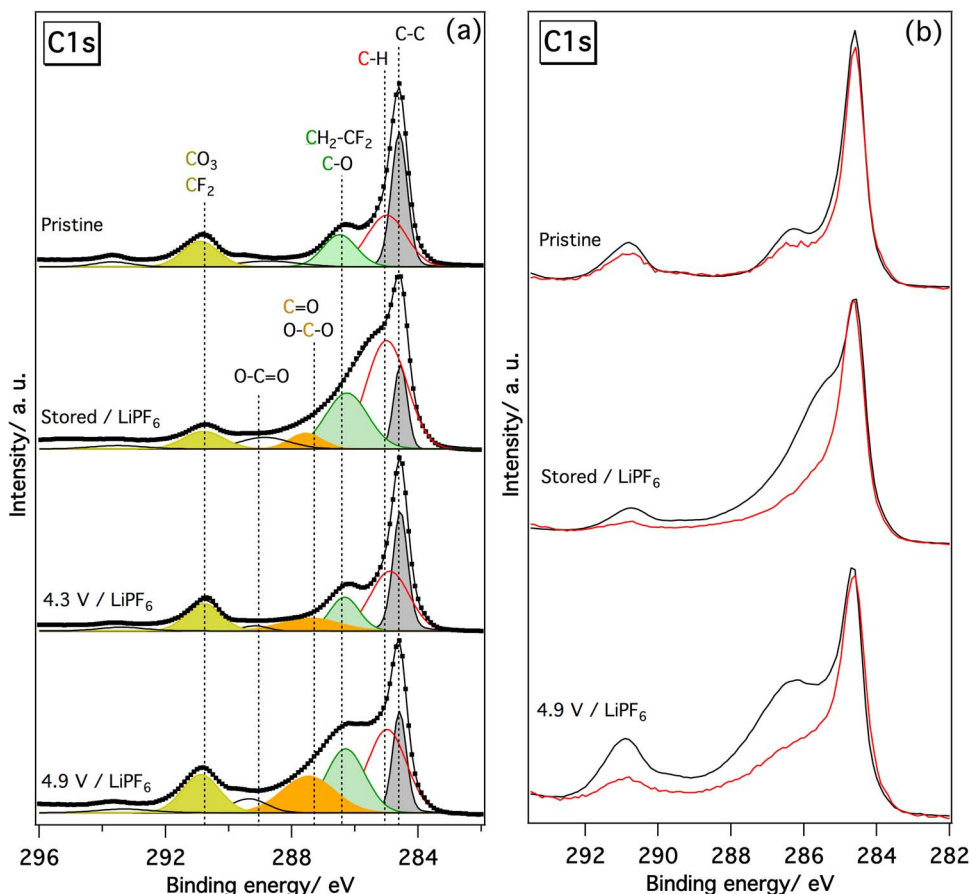 C1s
(a)
C-C
C-H
CH₂-CF₂
C-O
CO₃
CF₂
Pristine
C=O
O-C-O
O-C=O
Stored / LiPF₆
4.3 V / LiPF₆
4.9 V / LiPF₆
Intensity/ a. u.
296 292 288 284
Binding energy/ eV
C1s
(b)
Pristine
Stored / LiPF₆
4.9 V / LiPF₆
Intensity/ a. u.
292 290 288 286 284 282
Binding energy/ eV